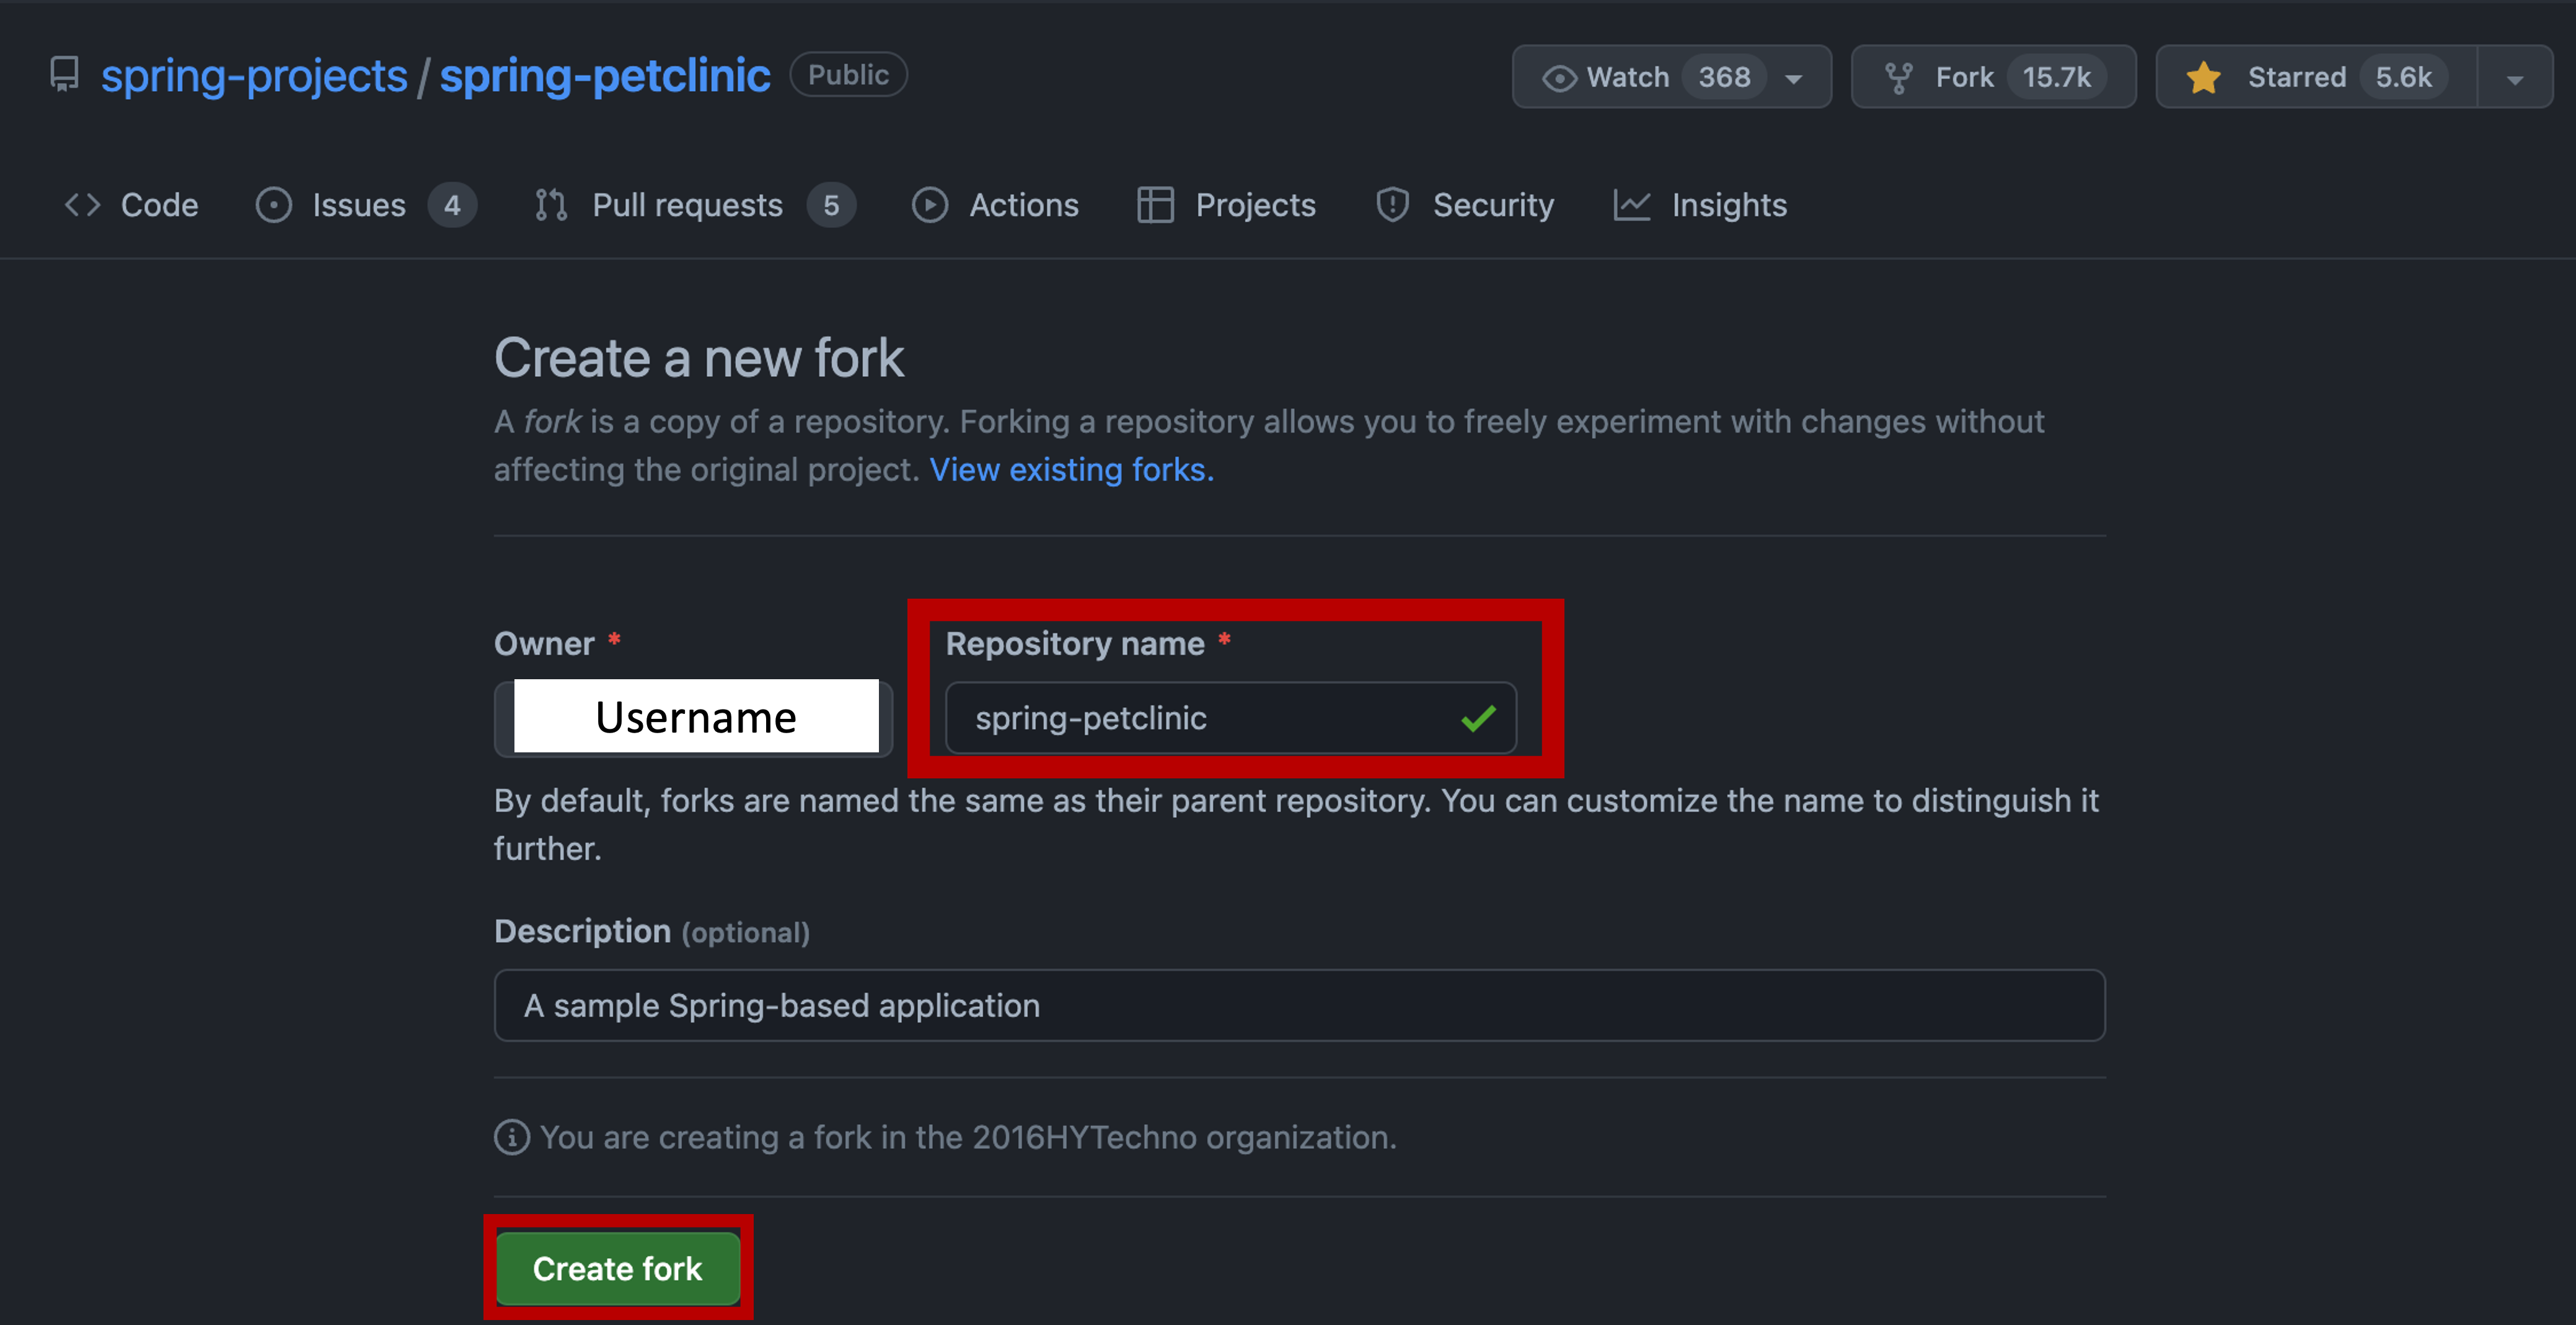 spring-projects / spring-petclinic Public Watch 368 Fork 15.7k Starred 5.6k
Code Issues 4 Pull requests 5 Actions Projects Security Insights
Create a new fork
A fork is a copy of a repository. Forking a repository allows you to freely experiment with changes without
affecting the original project. View existing forks.
Owner * Repository name *
Username spring-petclinic
By default, forks are named the same as their parent repository. You can customize the name to distinguish it
further.
Description (optional)
A sample Spring-based application
You are creating a fork in the 2016HYTechno organization.
Create fork